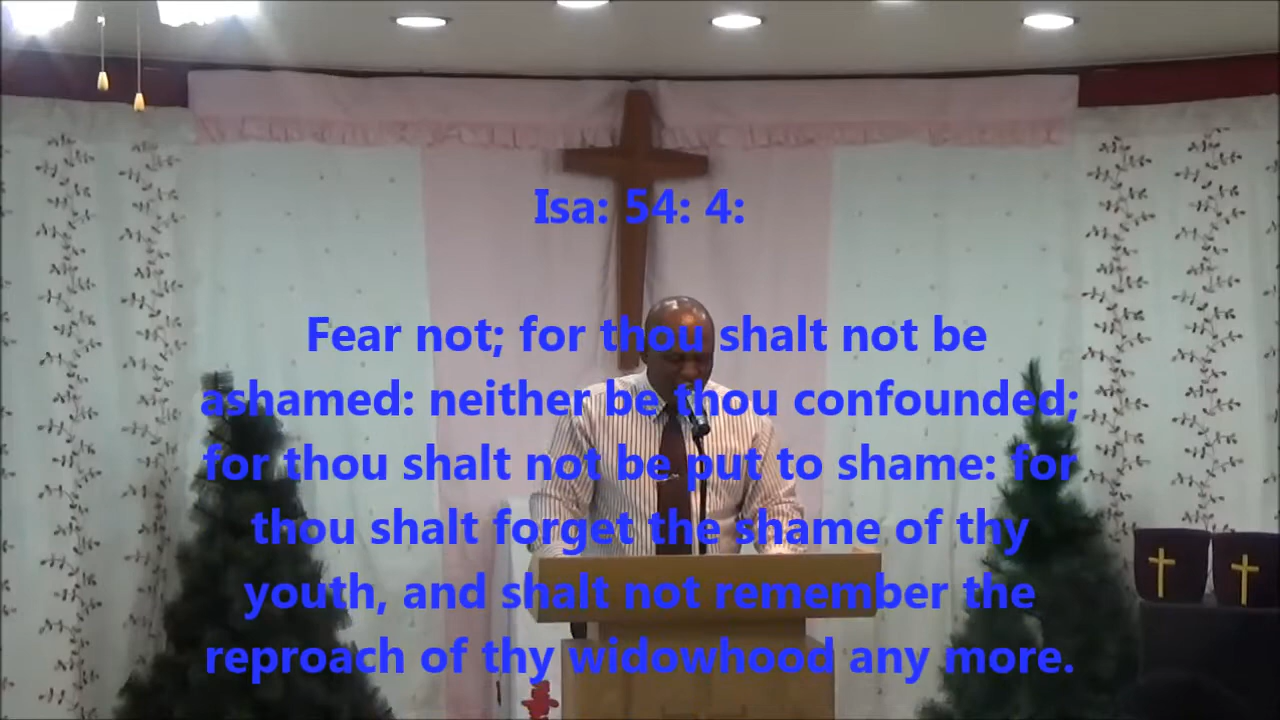 Isa: 54: 4:
Fear not; for thou shalt not be
ashamed: neither be thou confounded;
for thou shalt not be put to shame: for
thou shalt forget the shame of thy
youth, and shalt not remember the
reproach of thy widowhood any more.